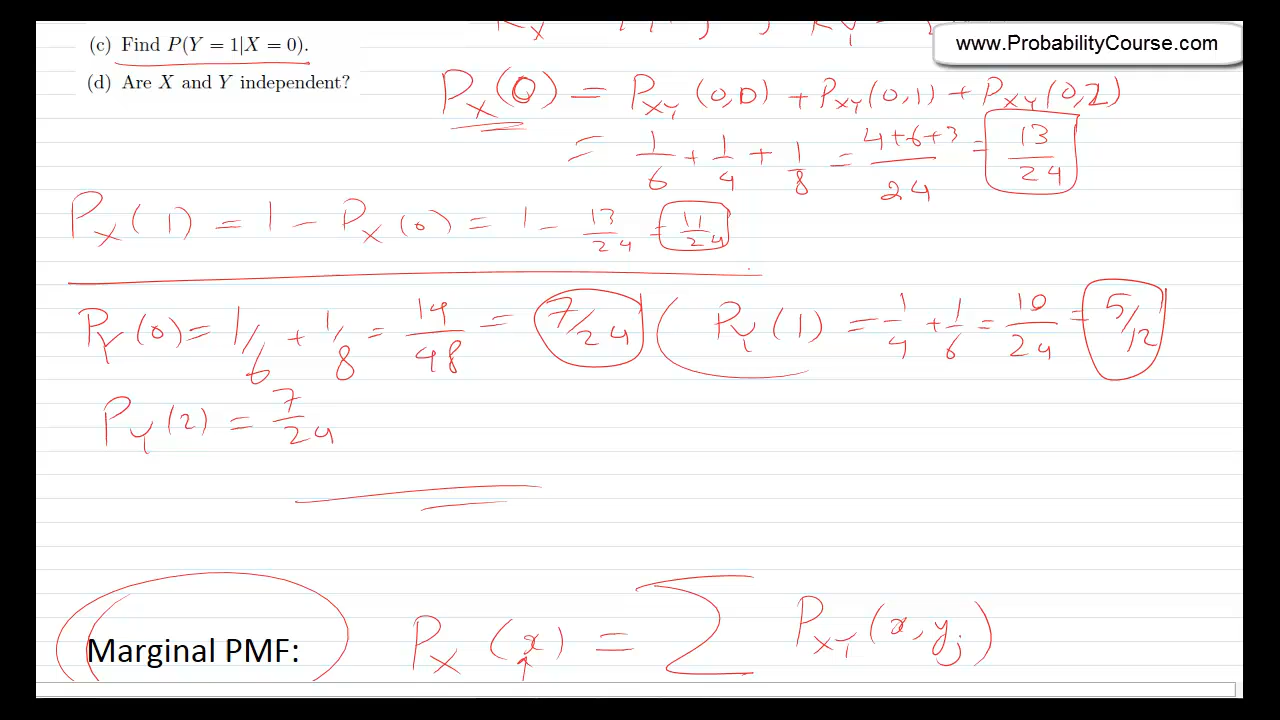 (c) Find P(Y = 1|X = 0).
www.ProbabilityCourse.com
(d) Are X and Y independent?
P_X(0) = P_XY(0,0) + P_XY(0,1) + P_XY(0,2)
= 1/6 + 1/4 + 1/8 = (4+6+3)/24 = 13/24
P_X(1) = 1 - P_X(0) = 1 - 13/24 = 11/24
P_Y(0) = 1/6 + 1/8 = 14/48 = 7/24 ( P_Y(1) = 1/4 + 1/6 = 10/24 = 5/12
P_Y(2) = 7/24
Marginal PMF: P_X(x) = Σ P_XY(x, y_j)